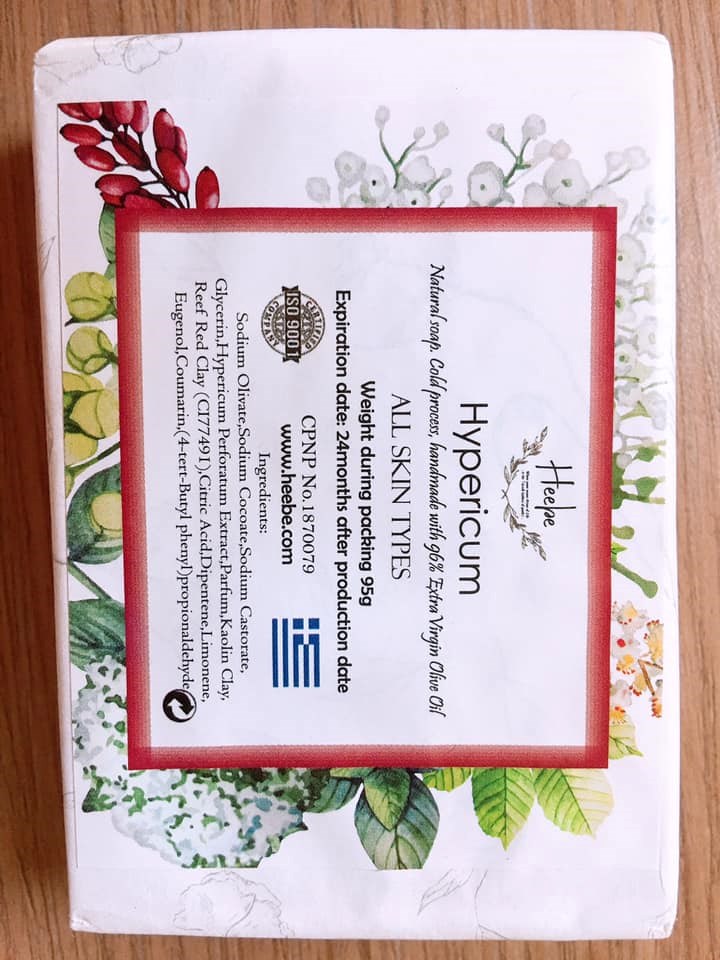 Heebe
Hypericum
Natural soap. Cold process, handmade with 96% Extra Virgin Olive Oil
ALL SKIN TYPES
Weight during packing 95g
Expiration date: 24months after production date
CERTIFIED
ISO 9001
COMPANY
CPNP No.1870079
www.heebe.com
Ingredients:
Sodium Olivate,Sodium Cocoate,Sodium Castorate,
Glycerin,Hypericum Perforatum Extract,Parfum,Kaolin Clay,
Reef Red Clay (CI77491),Citric Acid,Dipentene,Limonene,
Eugenol,Coumarin,(4-tert-butyl phenyl)propionaldehyde